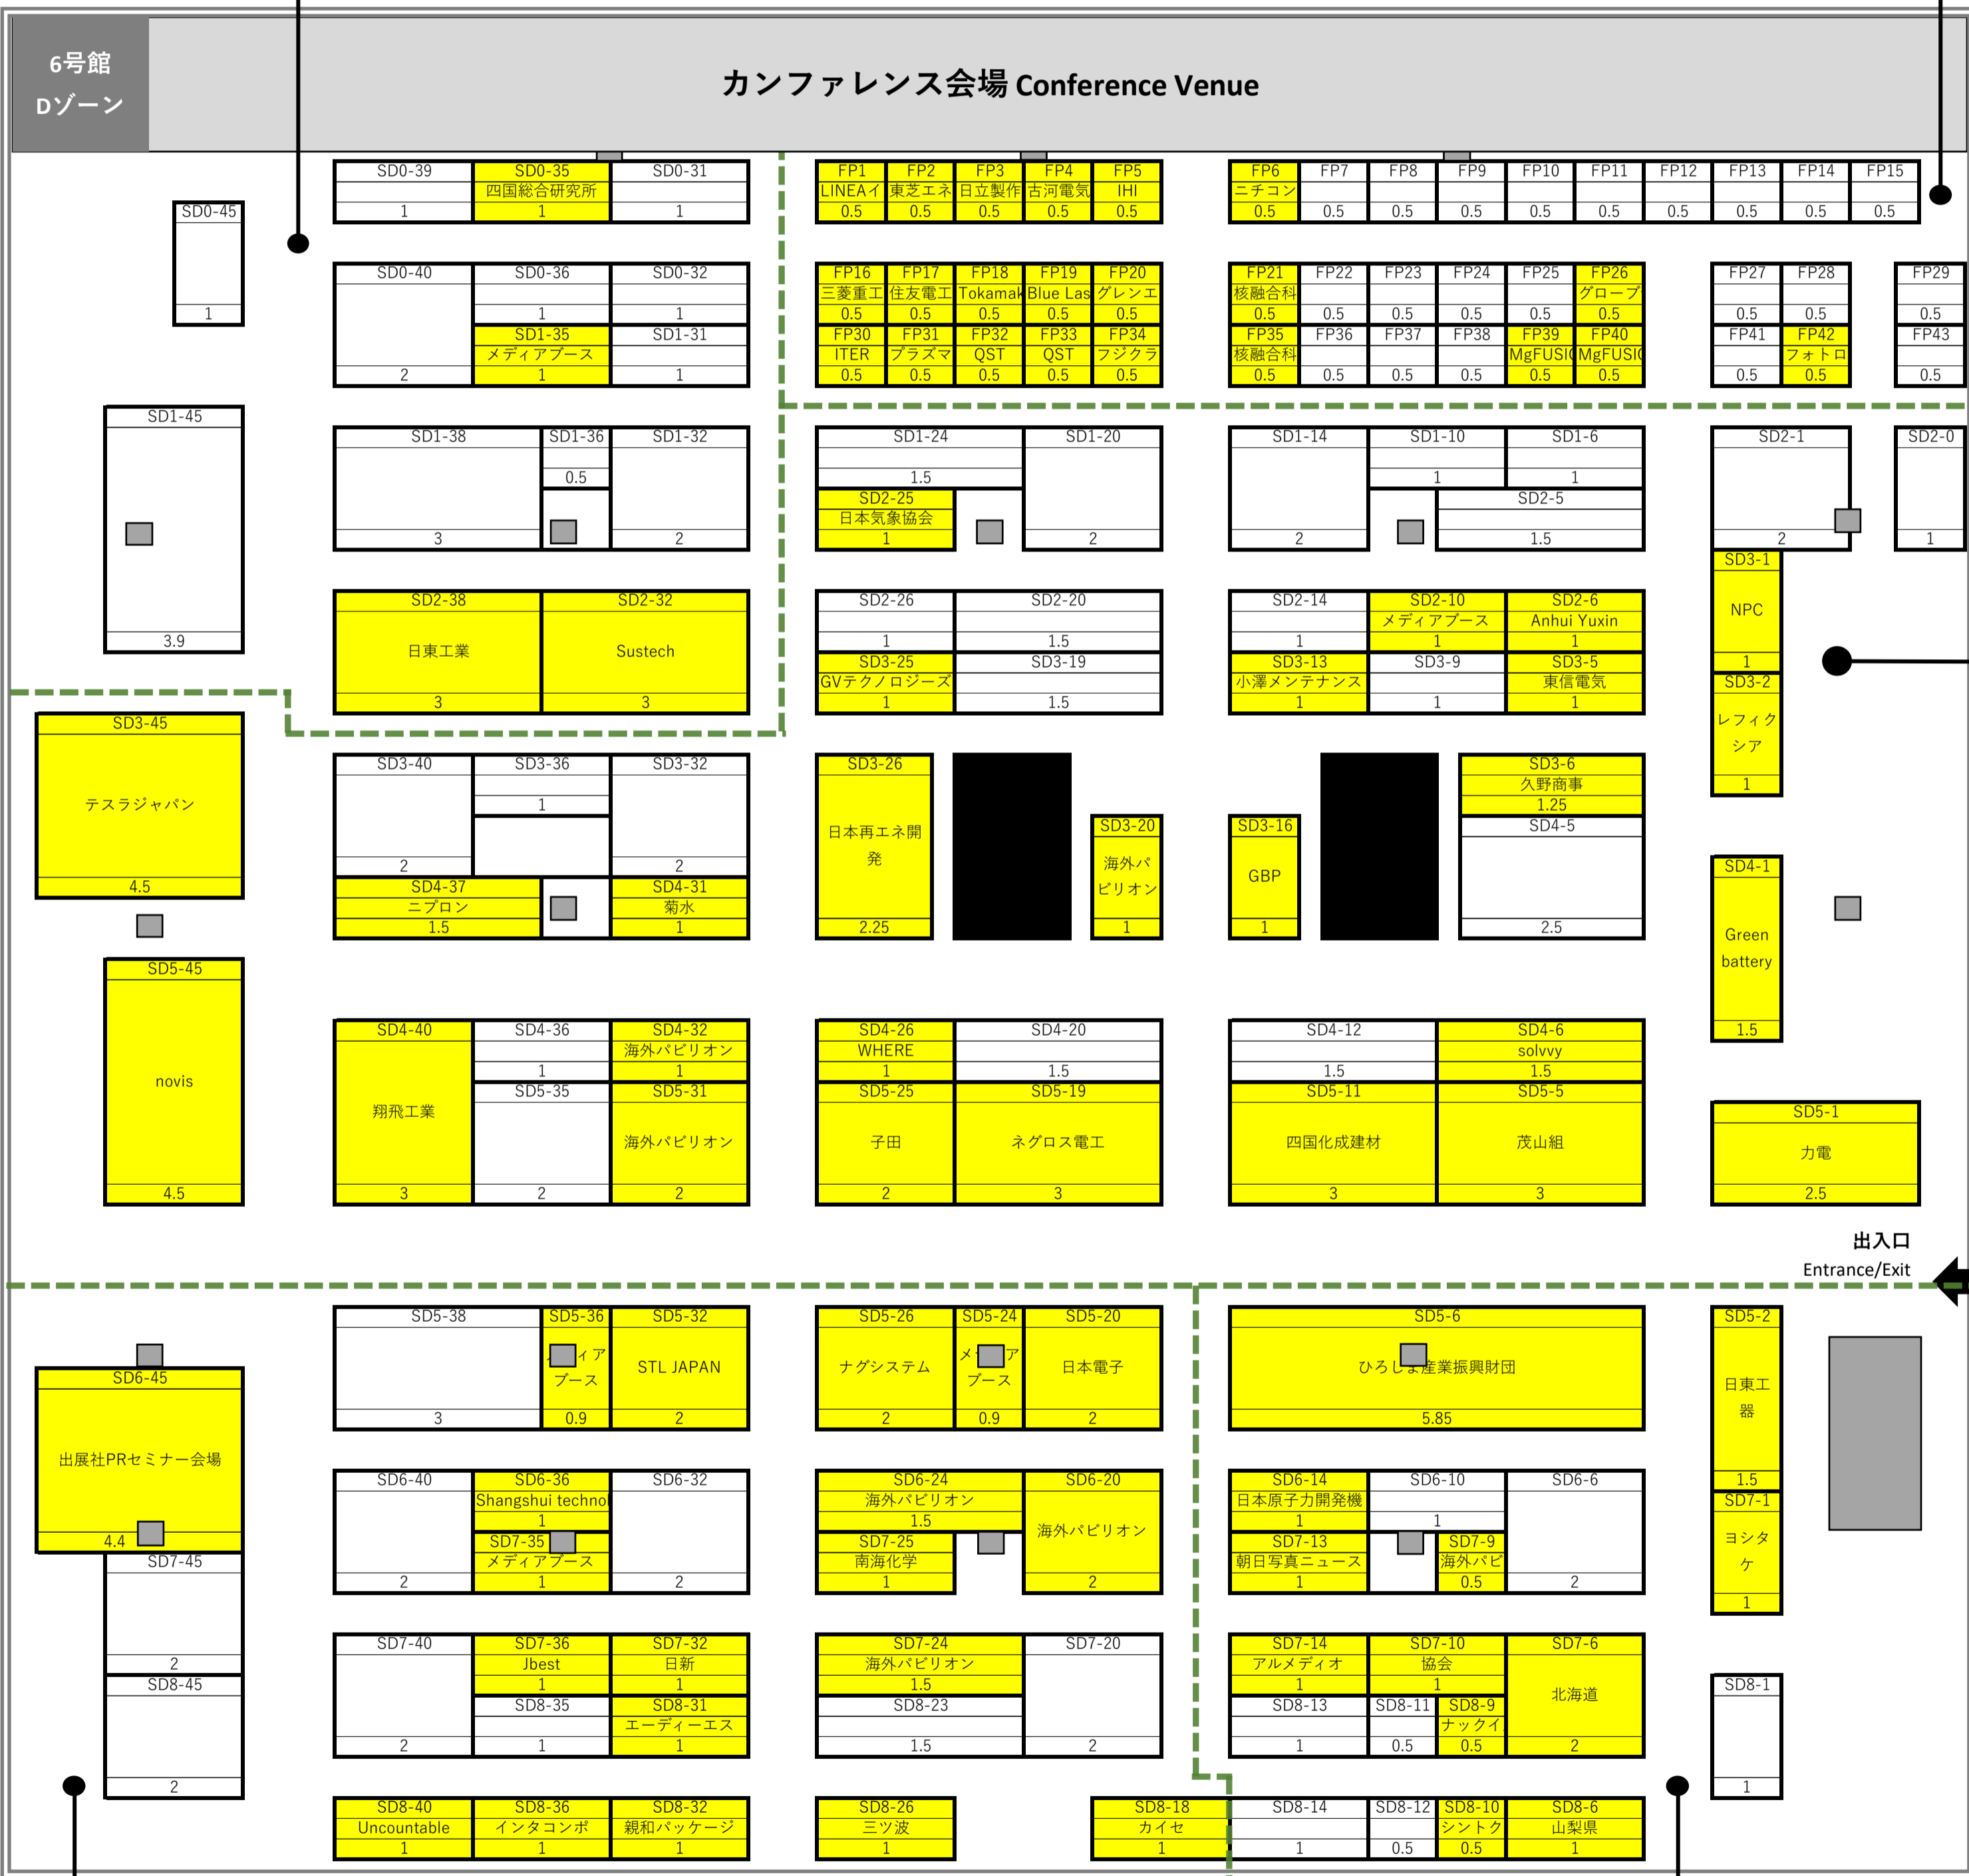 6号館
Dゾーン
カンファレンス会場 Conference Venue
SD0-39
1
SD0-35
四国総合研究所
1
SD0-31
1
FP1
LINEAイ
0.5
FP2
東芝エネ
0.5
FP3
日立製作
0.5
FP4
古河電気
0.5
FP5
IHI
0.5
FP6
ニチコン
0.5
FP7
0.5
FP8
0.5
FP9
0.5
FP10
0.5
FP11
0.5
FP12
0.5
FP13
0.5
FP14
0.5
FP15
0.5
SD0-45
1
SD0-40
2
SD0-36
1
SD0-32
1
SD1-35
メディアブース
1
SD1-31
1
FP16
三菱重工
0.5
FP17
住友電工
0.5
FP18
Tokamak
0.5
FP19
Blue Las
0.5
FP20
グレンエ
0.5
FP21
核融合科
0.5
FP22
0.5
FP23
0.5
FP24
0.5
FP25
0.5
FP26
グローブ
0.5
FP27
0.5
FP28
0.5
FP29
0.5
FP30
ITER
0.5
FP31
プラズマ
0.5
FP32
QST
0.5
FP33
QST
0.5
FP34
フジクラ
0.5
FP35
核融合科
0.5
FP36
0.5
FP37
0.5
FP38
0.5
FP39
MgFUSIO
0.5
FP40
MgFUSIO
0.5
FP41
0.5
FP42
フォトロ
0.5
FP43
0.5
SD1-45
3.9
SD1-38
3
SD1-36
0.5
SD1-32
2
SD1-24
1.5
SD2-25
日本気象協会
1
SD1-20
2
SD1-14
2
SD1-10
1
SD1-6
1
SD2-5
1.5
SD2-1
2
SD2-0
1
SD2-38
日東工業
3
SD2-32
Sustech
3
SD2-26
1
SD2-20
1.5
SD3-25
GVテクノロジーズ
1
SD3-19
1.5
SD2-14
1
SD2-10
メディアブース
1
SD2-6
Anhui Yuxin
1
SD3-13
小澤メンテナンス
1
SD3-9
1
SD3-5
東信電気
1
SD3-1
NPC
1
SD3-2
レフィク
シア
1
SD3-45
テスラジャパン
4.5
SD3-40
2
SD3-36
1
SD3-32
2
SD4-37
ニプロン
1.5
SD4-31
菊水
1
SD3-26
日本再エネ開
発
2.25
SD3-20
海外パ
ビリオン
1
SD3-16
GBP
1
SD3-6
久野商事
1.25
SD4-5
2.5
SD4-1
Green
battery
1.5
SD5-45
novis
4.5
SD4-40
翔飛工業
3
SD4-36
1
SD4-32
海外パビリオン
1
SD5-35
2
SD5-31
海外パビリオン
2
SD4-26
WHERE
1
SD4-20
1.5
SD5-25
子田
2
SD5-19
ネグロス電工
3
SD4-12
1.5
SD4-6
solvvy
1.5
SD5-11
四国化成建材
3
SD5-5
茂山組
3
SD5-1
力電
2.5
出入口
Entrance/Exit
SD5-38
3
SD5-36
ィア
ブース
0.9
SD5-32
STL JAPAN
2
SD5-26
ナグシステム
2
SD5-24
メ ア
ブース
0.9
SD5-20
日本電子
2
SD5-6
ひろしま産業振興財団
5.85
SD5-2
日東工
器
1.5
SD6-45
出展社PRセミナー会場
4.4
SD6-40
2
SD6-36
Shangshui technol
1
SD7-35
メディアブース
1
SD6-32
2
SD6-24
海外パビリオン
1.5
SD7-25
南海化学
1
SD6-20
海外パビリオン
2
SD6-14
日本原子力開発機
1
SD6-10
1
SD6-6
2
SD7-13
朝日写真ニュース
1
SD7-9
海外パビ
0.5
SD7-1
ヨシタ
ケ
1
SD7-45
2
SD8-45
2
SD7-40
2
SD7-36
Jbest
1
SD7-32
日新
1
SD8-35
1
SD8-31
エーディーエス
1
SD7-24
海外パビリオン
1.5
SD8-23
1.5
SD7-20
2
SD7-14
アルメディオ
1
SD7-10
協会
1
SD7-6
北海道
2
SD8-13
1
SD8-11
0.5
SD8-9
ナックイ
0.5
SD8-1
1
SD8-40
Uncountable
1
SD8-36
インタコンポ
1
SD8-32
親和パッケージ
1
SD8-26
三ツ波
1
SD8-18
カイセ
1
SD8-14
1
SD8-12
0.5
SD8-10
シントク
0.5
SD8-6
山梨県
1